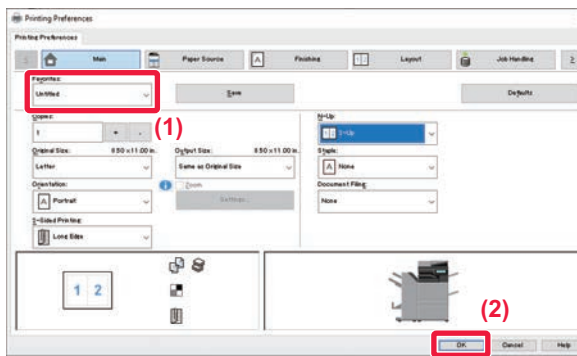 Printing Preferences
Printing Preferences
Main
Paper Source
A
Finishing
Layout
Job Handling
Favorites:
Untitled
Save
Defaults
(1)
Copies:
1
+
-
N-Up:
2-Up
Original Size:
8.50 x 11.00 in.
Output Size:
8.50 x 11.00 in.
Staple:
Letter
Same as Original Size
A
None
Orientation:
Zoom
Document Filing:
A
Portrait
Settings...
None
2-Sided Printing:
Long Edge
1 2
(2)
OK
Cancel
Help